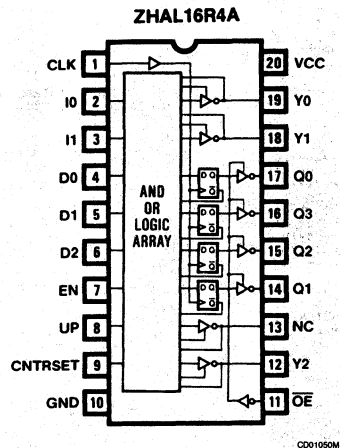 ZHAL16R4A
CLK 1 20 VCC
I0 2 19 Y0
I1 3 18 Y1
D0 4 17 Q0
D1 5 16 Q3
D2 6 15 Q2
EN 7 14 Q1
UP 8 13 NC
CNTRSET 9 12 Y2
GND 10 11 OE
AND
OR
LOGIC
ARRAY
CD01050M